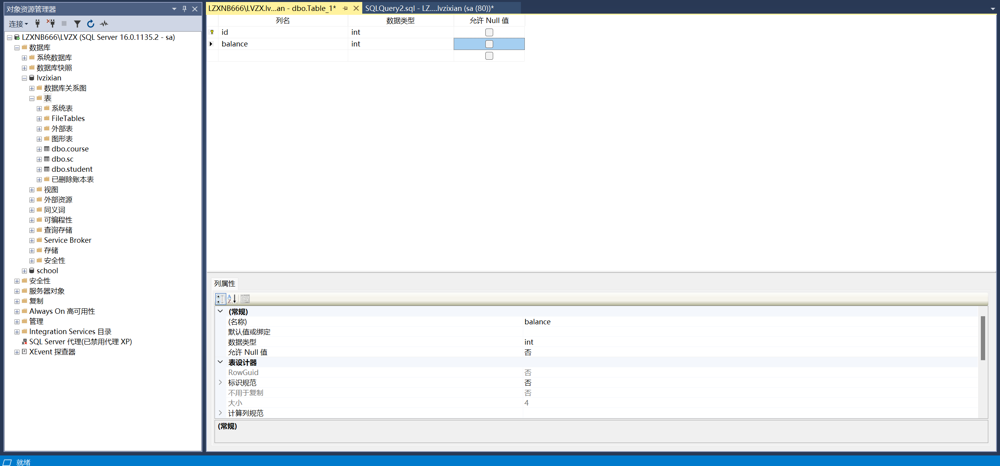 对象资源管理器
连接
LZXNB666\LVZX (SQL Server 16.0.1135.2 - sa)
数据库
系统数据库
数据库快照
lvzixian
数据库关系图
表
系统表
FileTables
外部表
图形表
dbo.course
dbo.sc
dbo.student
已删除账本表
视图
外部资源
同义词
可编程性
查询存储
Service Broker
存储
安全性
school
安全性
服务器对象
复制
Always On 高可用性
管理
Integration Services 目录
SQL Server 代理(已禁用代理 XP)
XEvent 探查器
LZXNB666\LVZX.lv...an - dbo.Table_1* SQLQuery2.sql - LZ....lvzixian (sa (80))*
列名 数据类型 允许 Null 值
id int
balance int
列属性
(常规)
(名称) balance
默认值或绑定
数据类型 int
允许 Null 值 否
表设计器
RowGuid 否
标识规范 否
不用于复制 否
大小 4
计算列规范
(常规)
就绪